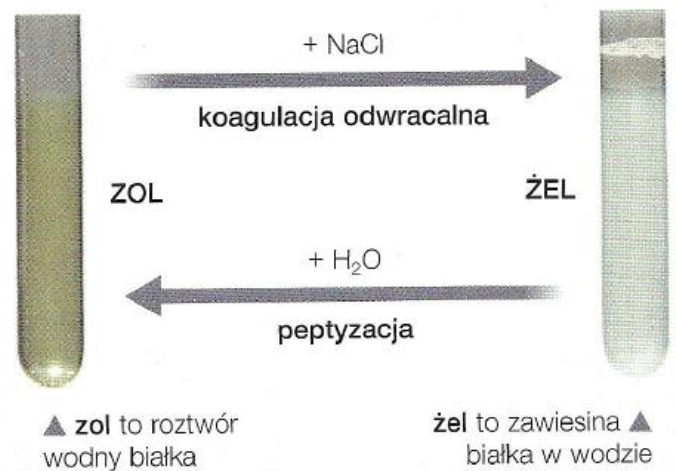 + NaCl
koagulacja odwracalna
ZOL
ŻEL
+ H₂O
peptyzacja
▲ zol to roztwór
wodny białka
żel to zawiesina ▲
białka w wodzie